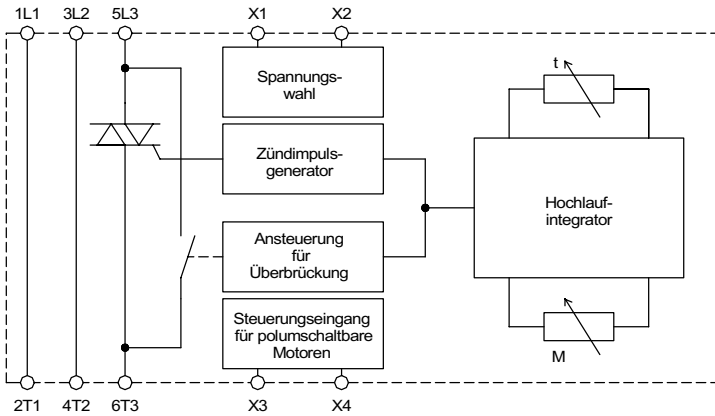 1L1 3L2 5L3 X1 X2
Spannungs-
wahl
t
Zündimpuls-
generator
Hochlauf-
integrator
Ansteuerung
für
Überbrückung
Steuerungseingang
für polumschaltbare
Motoren
M
2T1 4T2 6T3 X3 X4